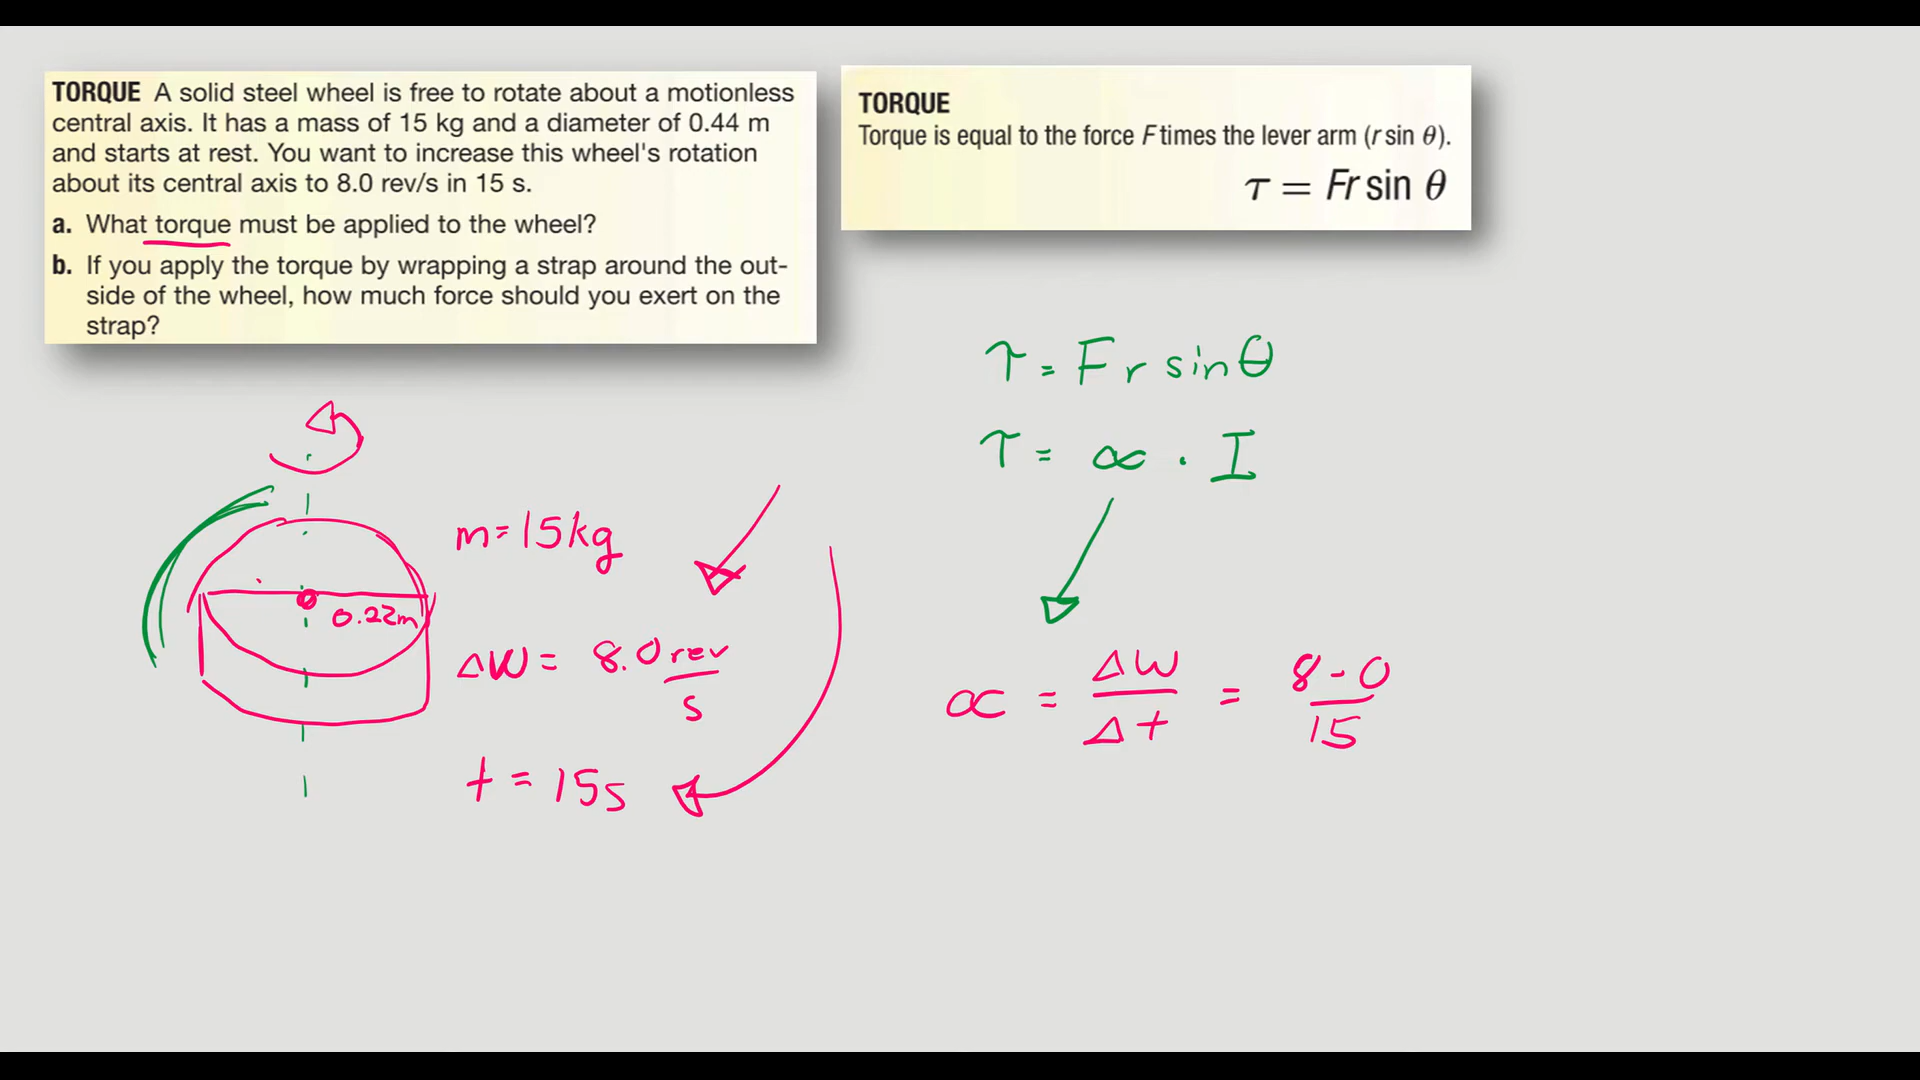 TORQUE A solid steel wheel is free to rotate about a motionless
central axis. It has a mass of 15 kg and a diameter of 0.44 m
and starts at rest. You want to increase this wheel's rotation
about its central axis to 8.0 rev/s in 15 s.
a. What torque must be applied to the wheel?
b. If you apply the torque by wrapping a strap around the out-
side of the wheel, how much force should you exert on the
strap?
TORQUE
Torque is equal to the force F times the lever arm (r sin θ).
τ = Fr sin θ
τ = F r sin θ
τ = α · I
m = 15 kg
0.22m
Δω = 8.0 rev/s
t = 15 s
α = Δω/Δt = 8-0/15